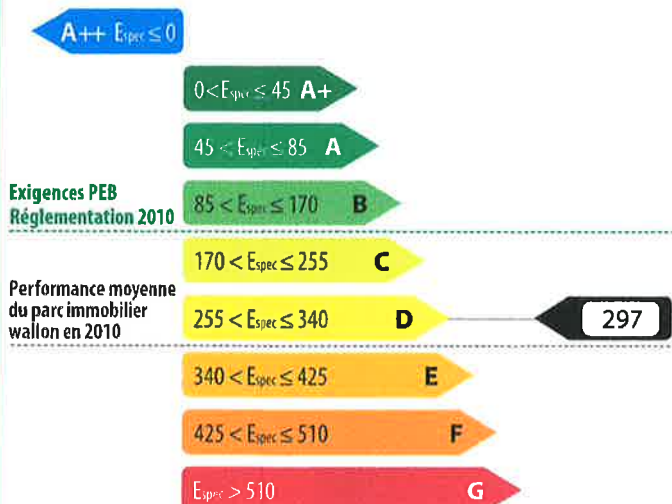 A++ Espec ≤ 0
0 < Espec ≤ 45 A+
45 < Espec ≤ 85 A
Exigences PEB
Réglementation 2010
85 < Espec ≤ 170 B
170 < Espec ≤ 255 C
Performance moyenne
du parc immobilier
wallon en 2010
255 < Espec ≤ 340 D
297
340 < Espec ≤ 425 E
425 < Espec ≤ 510 F
Espec > 510 G